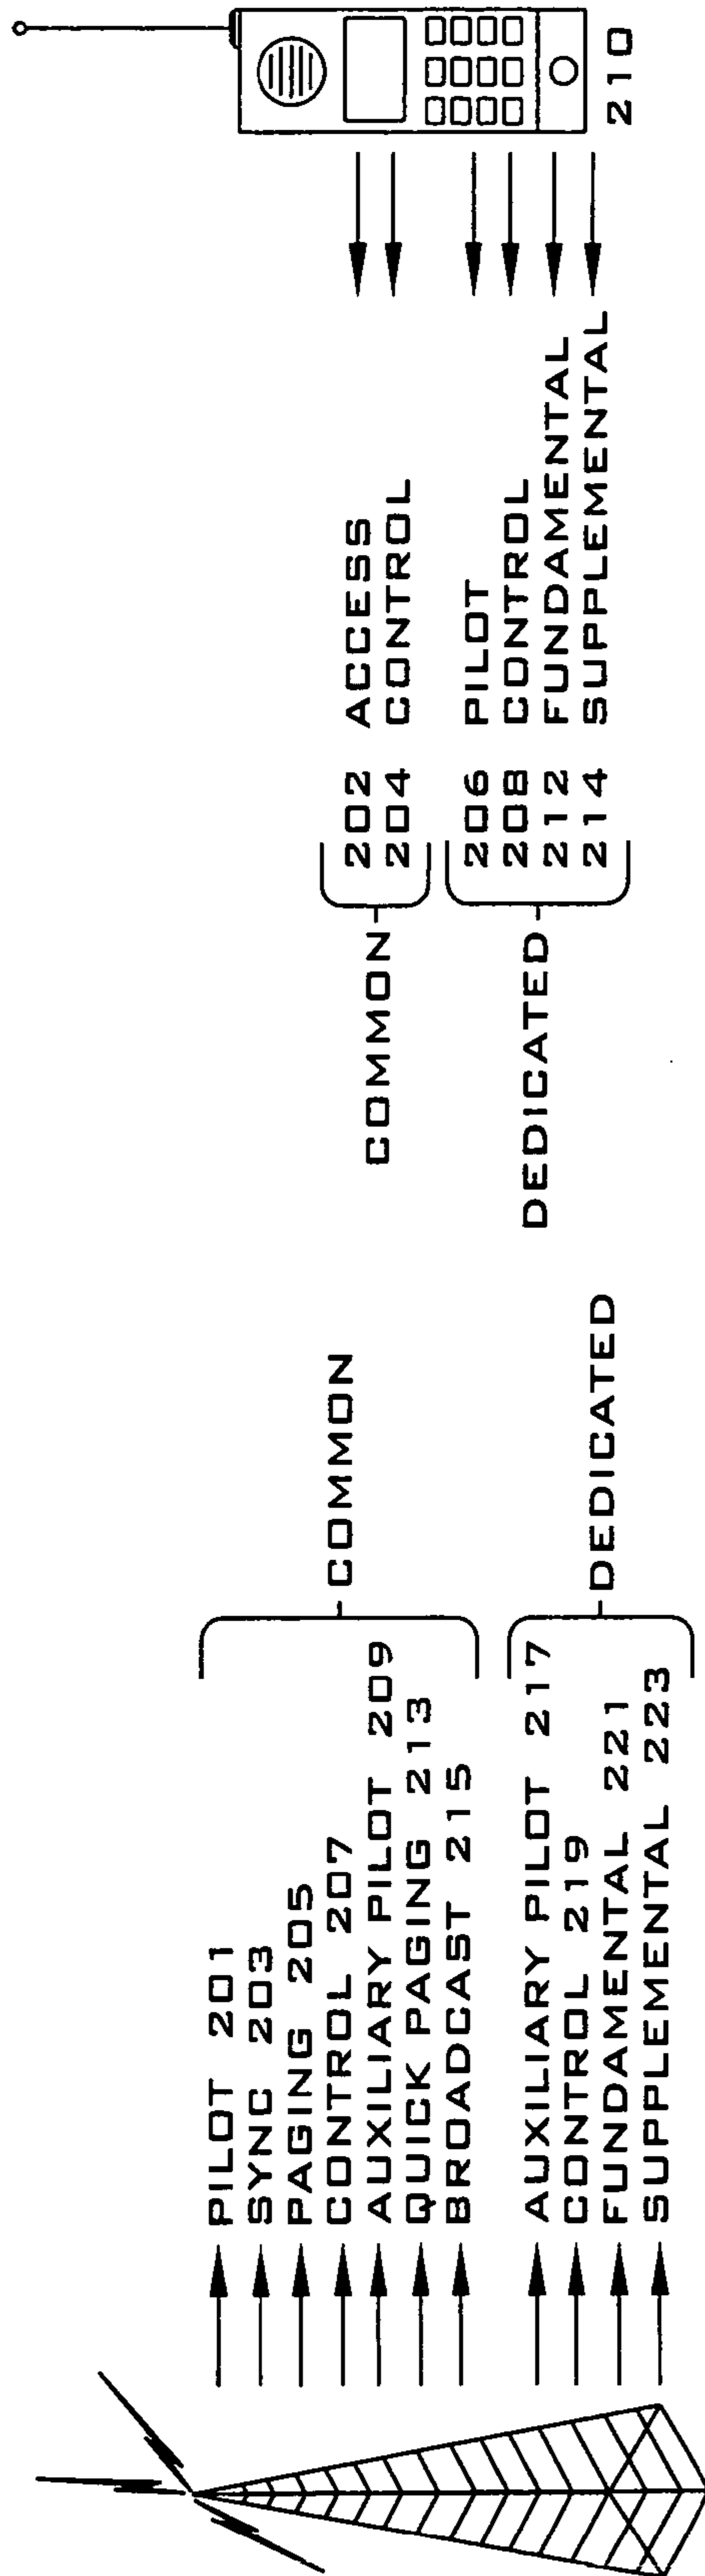 PILOT 201
SYNC 203
PAGING 205
CONTROL 207
AUXILIARY PILOT 209
QUICK PAGING 213
BROADCAST 215
COMMON
AUXILIARY PILOT 217
CONTROL 219
FUNDAMENTAL 221
SUPPLEMENTAL 223
DEDICATED
COMMON
202 ACCESS
204 CONTROL
DEDICATED
206 PILOT
208 CONTROL
212 FUNDAMENTAL
214 SUPPLEMENTAL
210